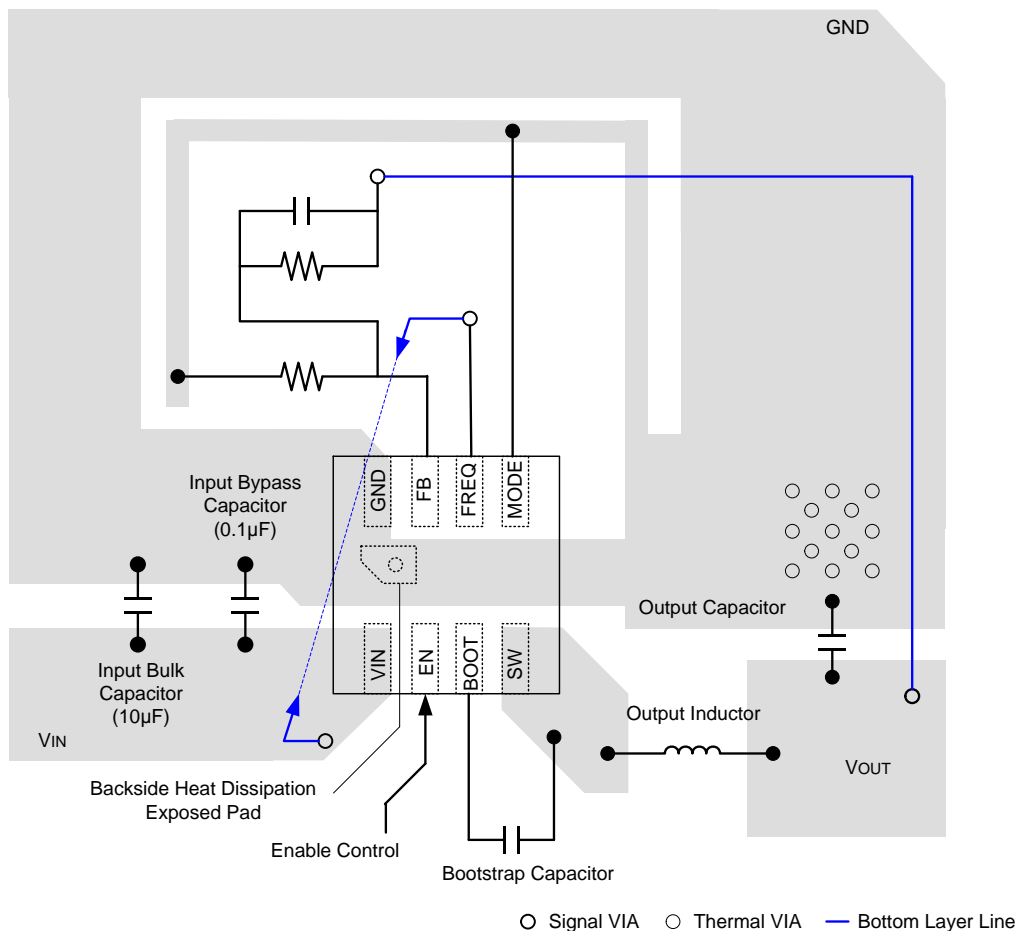 GND
GND
FB
FREQ
MODE
Input Bypass
Capacitor
(0.1µF)
Output Capacitor
VIN
EN
BOOT
SW
Input Bulk
Capacitor
(10µF)
VIN
Output Inductor
VOUT
Backside Heat Dissipation
Exposed Pad
Enable Control
Bootstrap Capacitor
Signal VIA
Thermal VIA
Bottom Layer Line